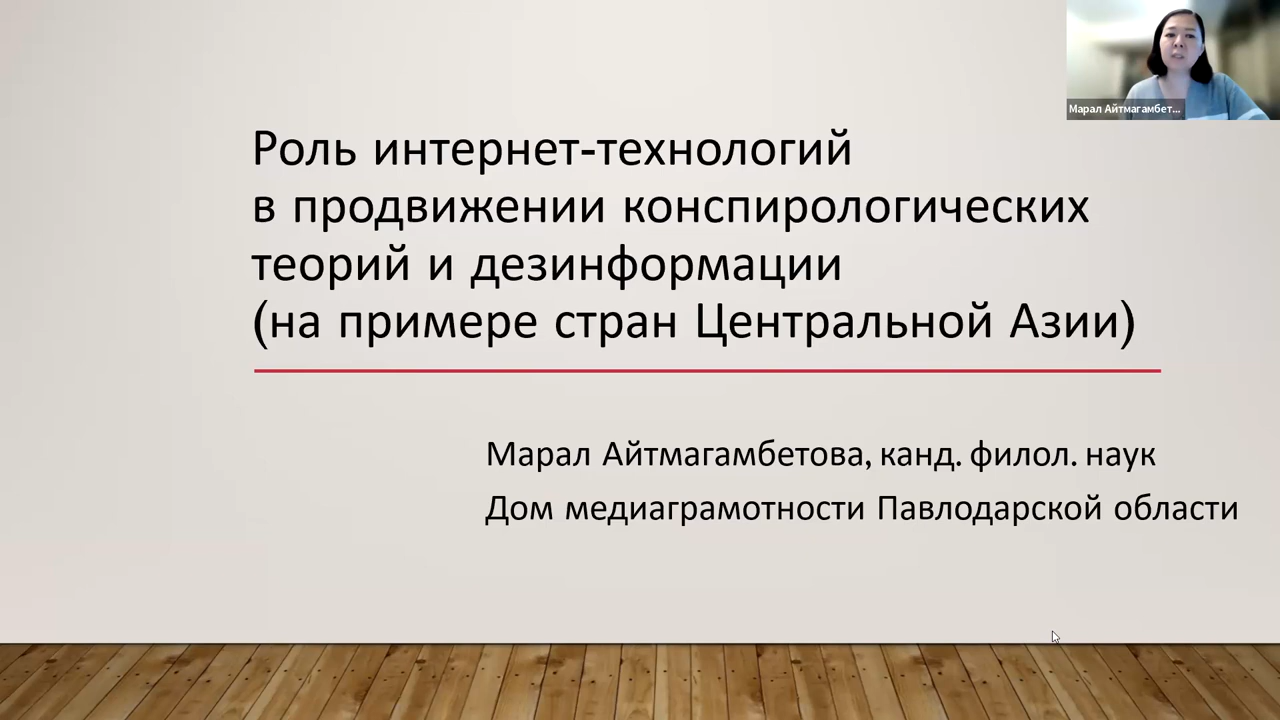 Марал Айтмагамбет...
Роль интернет-технологий
в продвижении конспирологических
теорий и дезинформации
(на примере стран Центральной Азии)
Марал Айтмагамбетова, канд. филол. наук
Дом медиаграмотности Павлодарской области